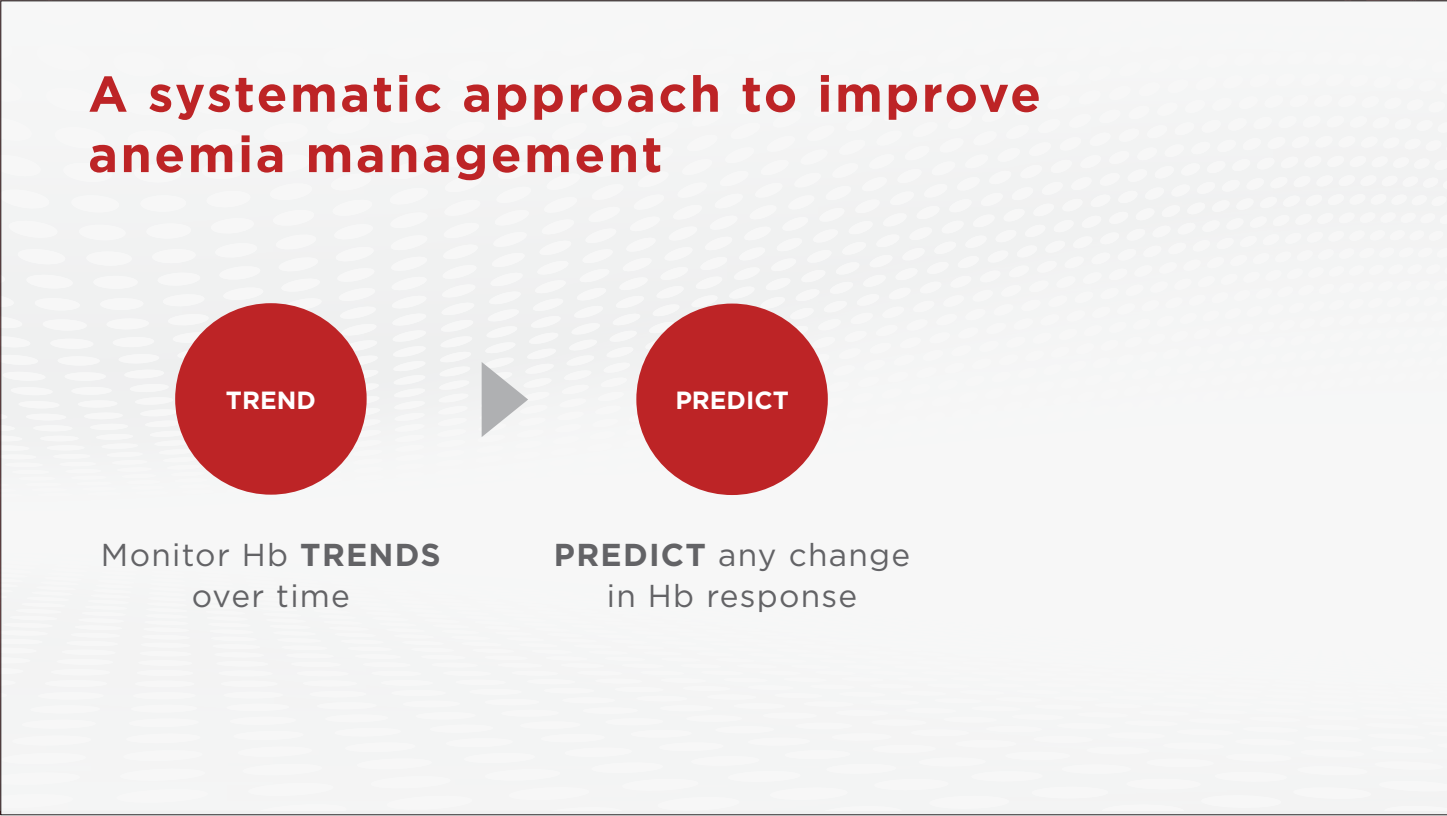 A systematic approach to improve
anemia management
TREND
PREDICT
Monitor Hb TRENDS
over time
PREDICT any change
in Hb response